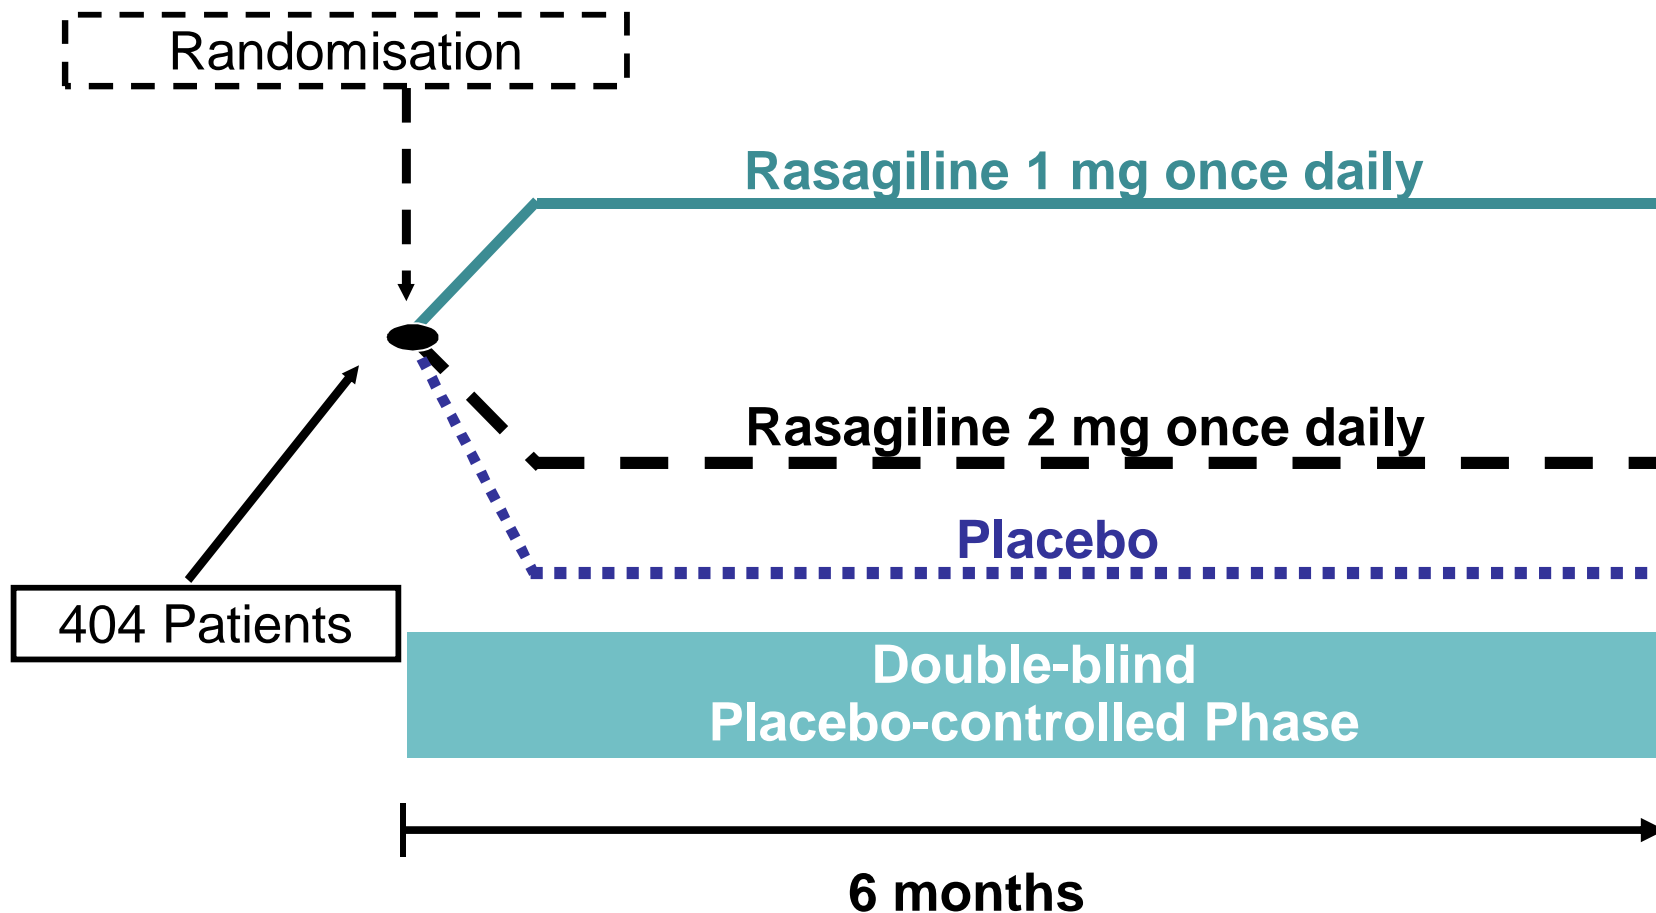 Randomisation
Rasagiline 1 mg once daily
Rasagiline 2 mg once daily
Placebo
404 Patients
Double-blind
Placebo-controlled Phase
6 months